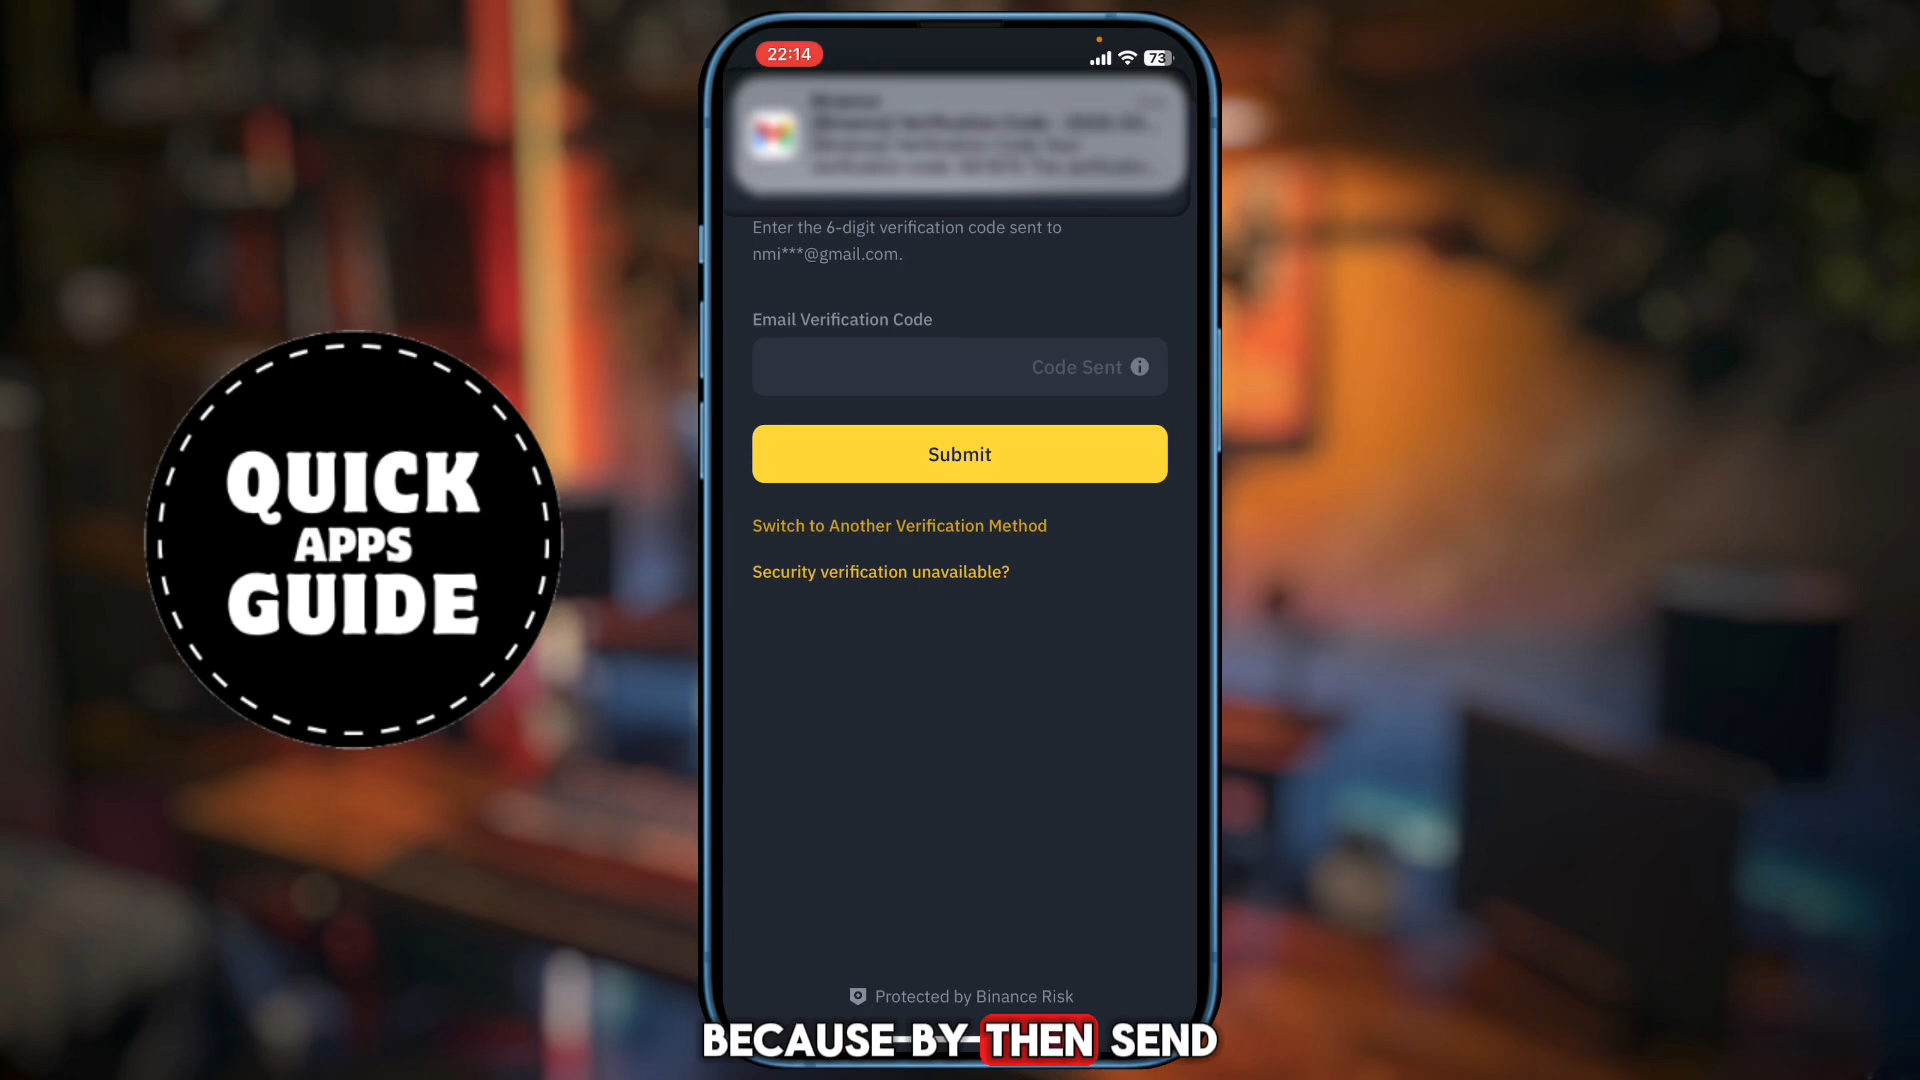 22:14
73
Enter the 6-digit verification code sent to
nmi***@gmail.com.
Email Verification Code
Code Sent
Submit
Switch to Another Verification Method
Security verification unavailable?
Protected by Binance Risk
QUICK
APPS
GUIDE
BECAUSE BY THEN SEND